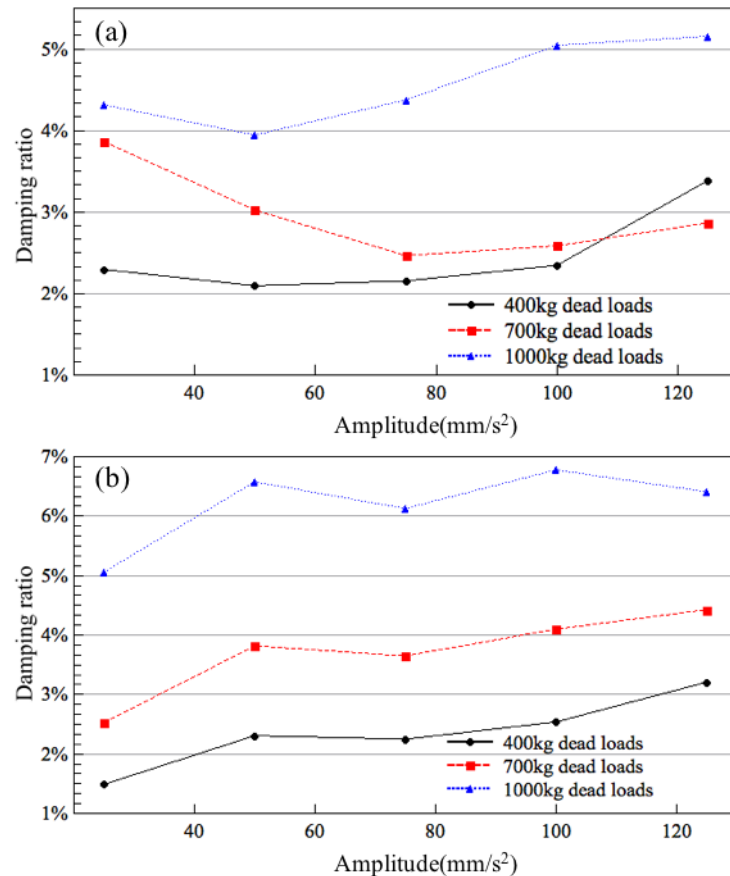 (a)
5%
4%
3%
2%
1%
Damping ratio
400kg dead loads
700kg dead loads
1000kg dead loads
40 60 80 100 120
Amplitude(mm/s²)
(b)
7%
6%
5%
4%
3%
2%
1%
Damping ratio
400kg dead loads
700kg dead loads
1000kg dead loads
40 60 80 100 120
Amplitude(mm/s²)